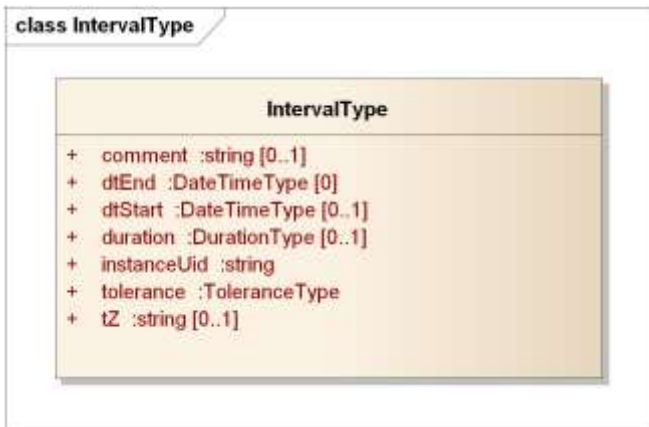 class IntervalType
IntervalType
+ comment :string [0..1]
+ dtEnd :DateTimeType [0]
+ dtStart :DateTimeType [0..1]
+ duration :DurationType [0..1]
+ instanceUid :string
+ tolerance :ToleranceType
+ tZ :string [0..1]